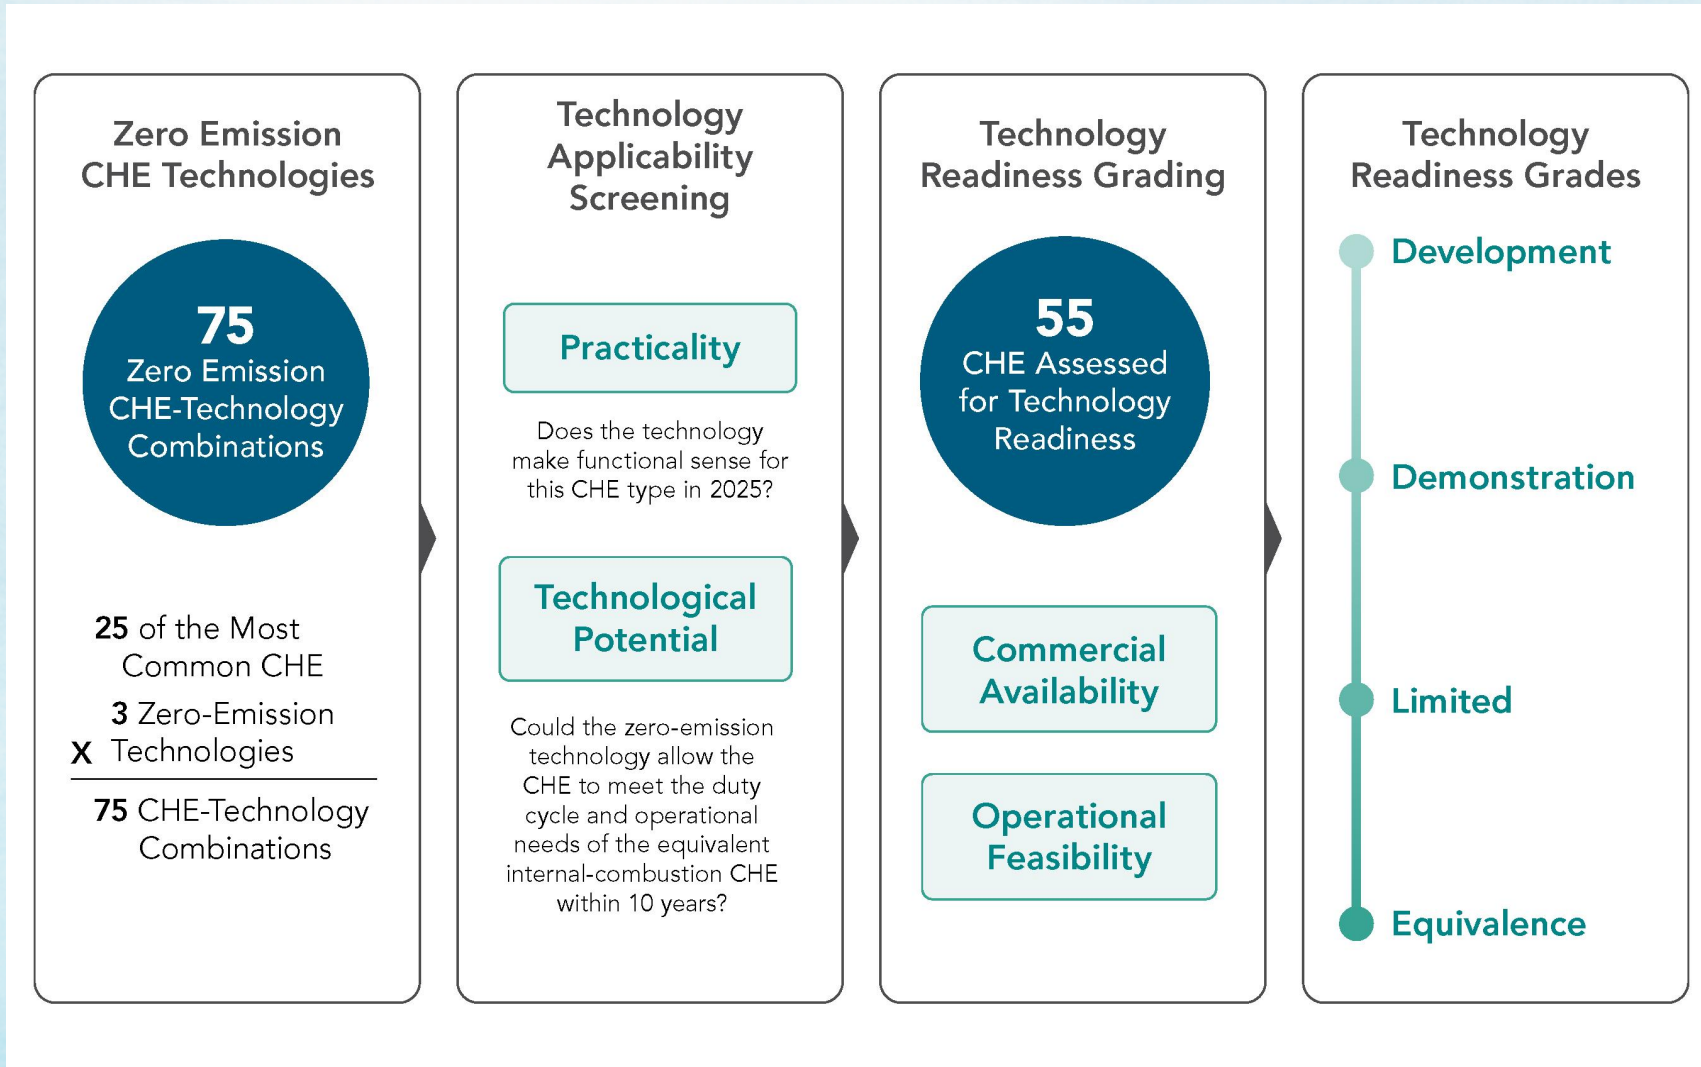 Zero Emission
CHE Technologies
75
Zero Emission
CHE-Technology
Combinations
25 of the Most
Common CHE
3 Zero-Emission
X Technologies
75 CHE-Technology
Combinations
Technology
Applicability
Screening
Practicality
Does the technology
make functional sense for
this CHE type in 2025?
Technological
Potential
Could the zero-emission
technology allow the
CHE to meet the duty
cycle and operational
needs of the equivalent
internal-combustion CHE
within 10 years?
Technology
Readiness Grading
55
CHE Assessed
for Technology
Readiness
Commercial
Availability
Operational
Feasibility
Technology
Readiness Grades
Development
Demonstration
Limited
Equivalence